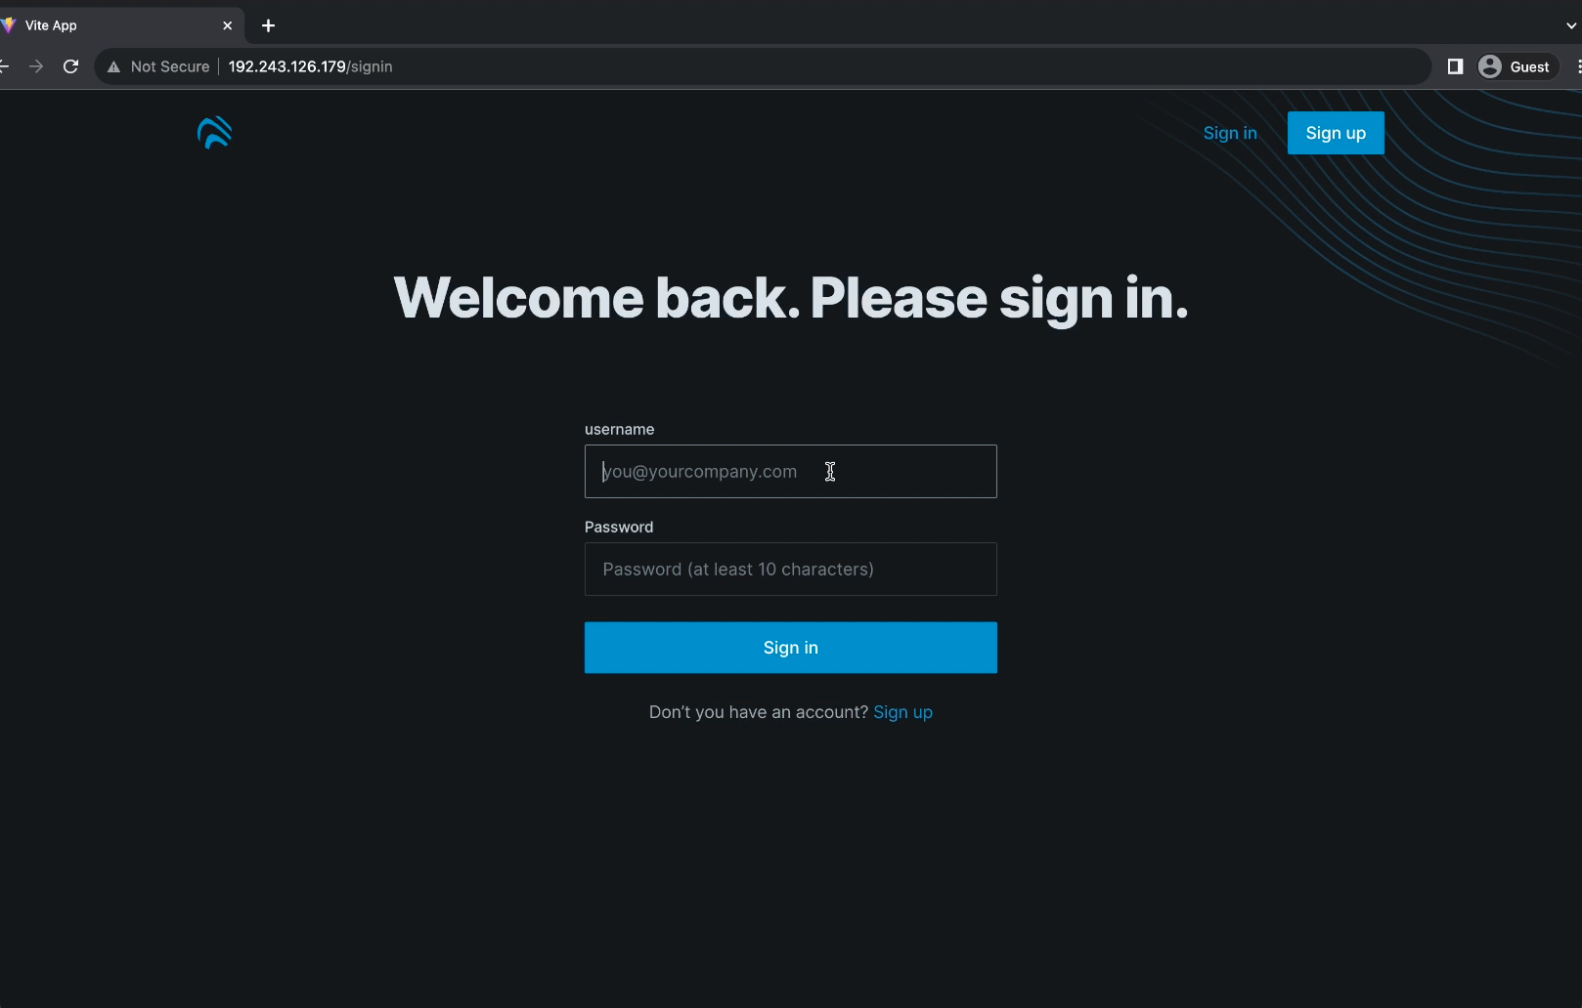 Vite App
Not Secure 192.243.126.179/signin Guest
Sign in Sign up
Welcome back. Please sign in.
username
you@yourcompany.com
Password
Password (at least 10 characters)
Sign in
Don't you have an account? Sign up